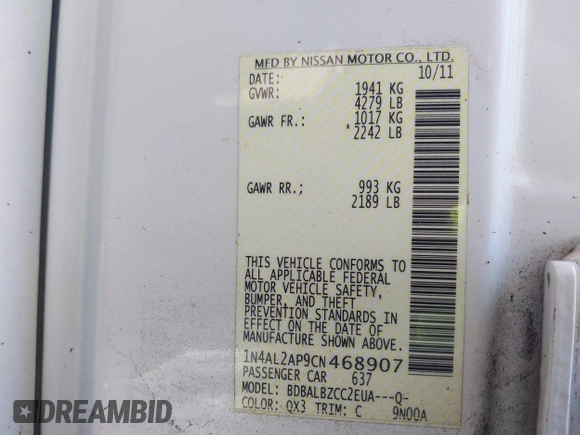 MFD BY NISSAN MOTOR CO., LTD.
DATE: 10/11
GVWR: 1941 KG
4279 LB
GAWR FR.: 1017 KG
2242 LB
GAWR RR.: 993 KG
2189 LB
THIS VEHICLE CONFORMS TO
ALL APPLICABLE FEDERAL
MOTOR VEHICLE SAFETY,
BUMPER, AND THEFT
PREVENTION STANDARDS IN
EFFECT ON THE DATE OF
MANUFACTURE SHOWN ABOVE.
1N4AL2AP9CN468907
PASSENGER CAR 637
MODEL: BDBALBZCC2EUA---Q-
COLOR: QX3 TRIM: C 9N00A
DREAMBID